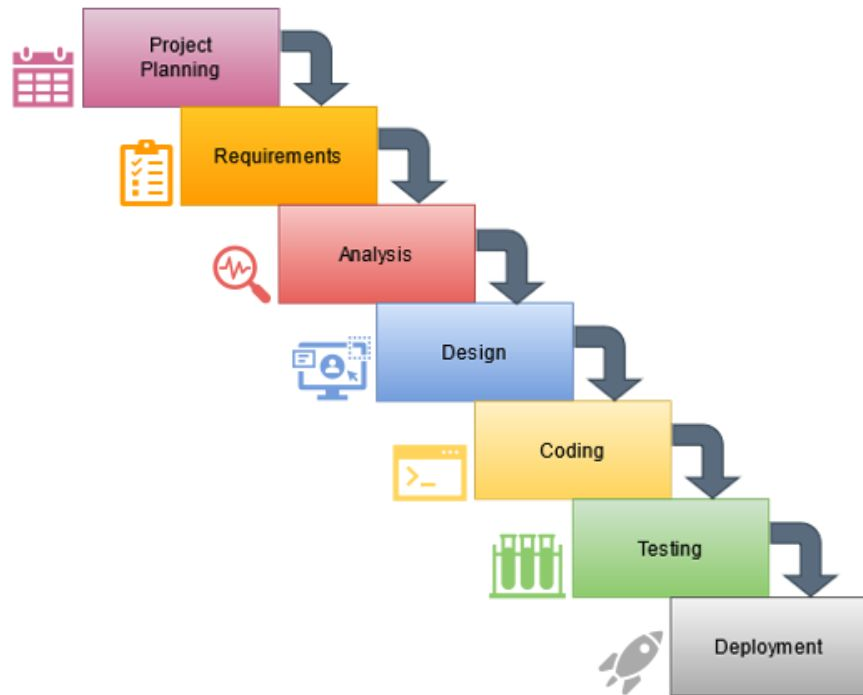 Project
Planning
Requirements
Analysis
Design
Coding
Testing
Deployment